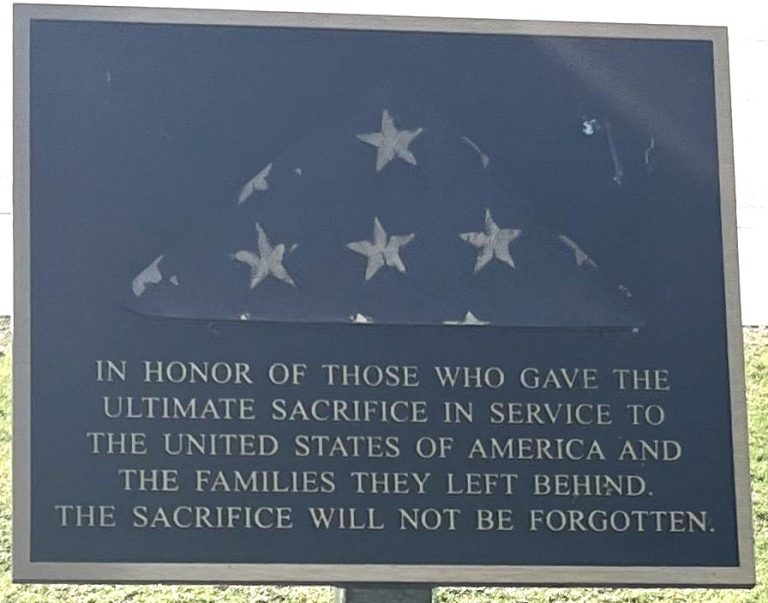 IN HONOR OF THOSE WHO GAVE THE
ULTIMATE SACRIFICE IN SERVICE TO
THE UNITED STATES OF AMERICA AND
THE FAMILIES THEY LEFT BEHIND.
THE SACRIFICE WILL NOT BE FORGOTTEN.